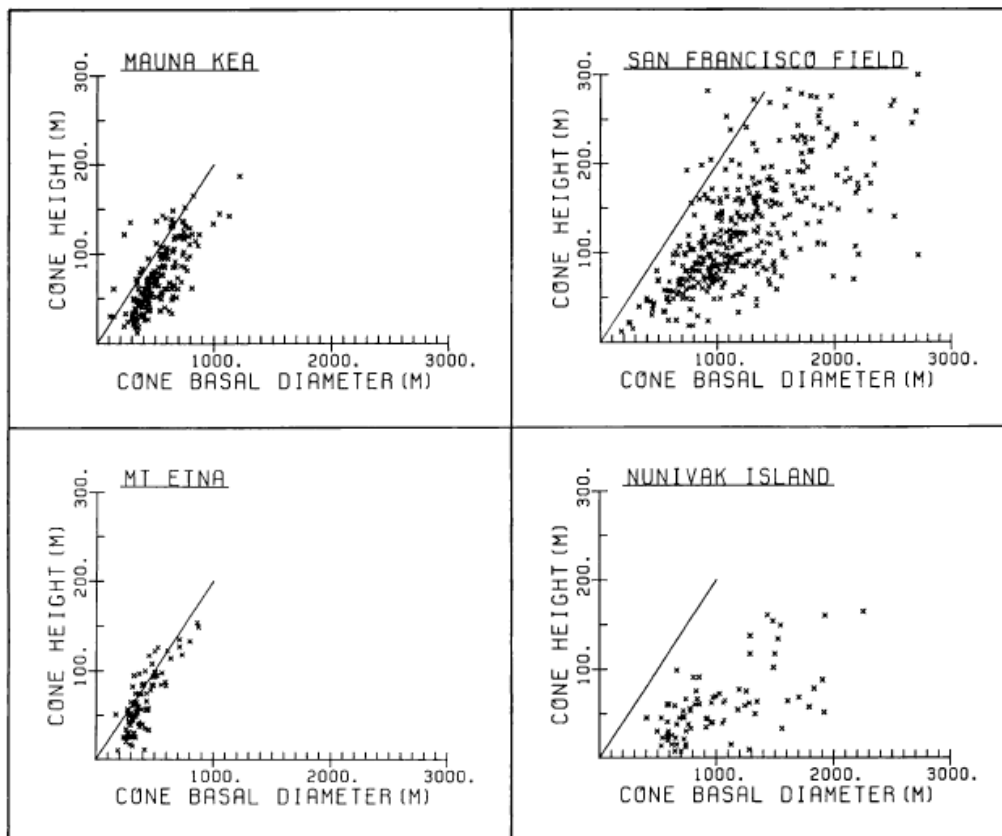 MAUNA KEA
300.
200.
100.
CONE HEIGHT (M)
1000. 2000. 3000.
CONE BASAL DIAMETER (M)
SAN FRANCISCO FIELD
300.
200.
100.
CONE HEIGHT (M)
1000. 2000. 3000.
CONE BASAL DIAMETER (M)
MT ETNA
300.
200.
100.
CONE HEIGHT (M)
1000. 2000. 3000.
CONE BASAL DIAMETER (M)
NUNIVAK ISLAND
300.
200.
100.
CONE HEIGHT (M)
1000. 2000. 3000.
CONE BASAL DIAMETER (M)